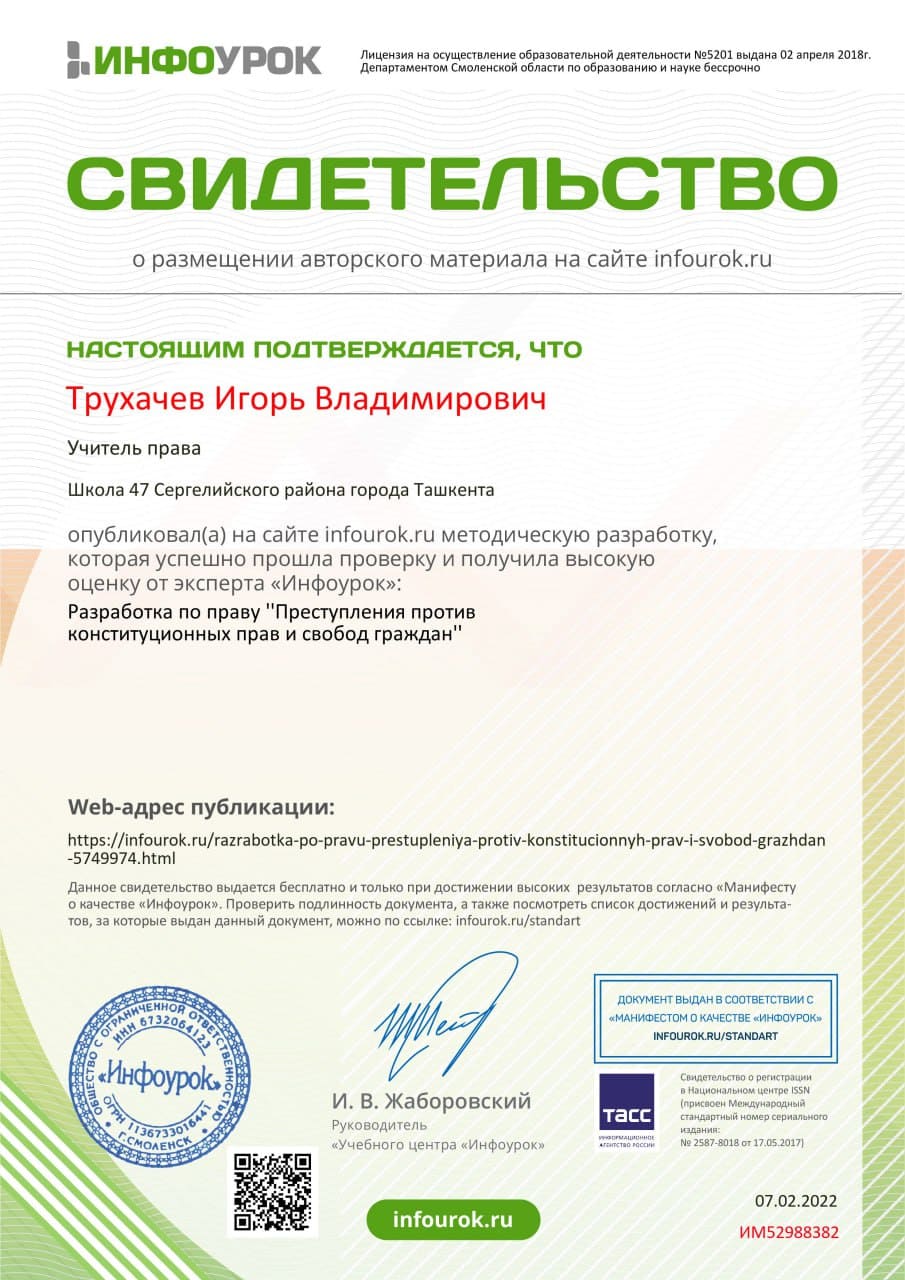 ИНФОУРОК
Лицензия на осуществление образовательной деятельности №5201 выдана 02 апреля 2018г.
Департаментом Смоленской области по образованию и науке бессрочно
СВИДЕТЕЛЬСТВО
о размещении авторского материала на сайте infourok.ru
НАСТОЯЩИМ ПОДТВЕРЖДАЕТСЯ, ЧТО
Трухачев Игорь Владимирович
Учитель права
Школа 47 Сергелийского района города Ташкента
опубликовал(а) на сайте infourok.ru методическую разработку,
которая успешно прошла проверку и получила высокую
оценку от эксперта «Инфоурок»:
Разработка по праву ''Преступления против
конституционных прав и свобод граждан''
Web-адрес публикации:
https://infourok.ru/razrabotka-po-pravu-prestupleniya-protiv-konstitucionnyh-prav-i-svobod-grazhdan
-5749974.html
Данное свидетельство выдается бесплатно и только при достижении высоких результатов согласно «Манифесту
о качестве «Инфоурок». Проверить подлинность документа, а также посмотреть список достижений и результа-
тов, за которые выдан данный документ, можно по ссылке: infourok.ru/standart
ОБЩЕСТВО С ОГРАНИЧЕННОЙ ОТВЕТСТВЕННОСТЬЮ
ИНН 6732064123
«Инфоурок»
ОГРН 1136733016441
• Г.СМОЛЕНСК •
И. В. Жаборовский
Руководитель
«Учебного центра «Инфоурок»
ДОКУМЕНТ ВЫДАН В СООТВЕТСТВИИ С
«МАНИФЕСТОМ О КАЧЕСТВЕ «ИНФОУРОК»
INFOUROK.RU/STANDART
ТАСС
ИНФОРМАЦИОННОЕ
АГЕНТСТВО РОССИИ
Свидетельство о регистрации
в Национальном центре ISSN
(присвоен Международный
стандартный номер сериального
издания:
№ 2587-8018 от 17.05.2017)
infourok.ru
07.02.2022
ИМ52988382